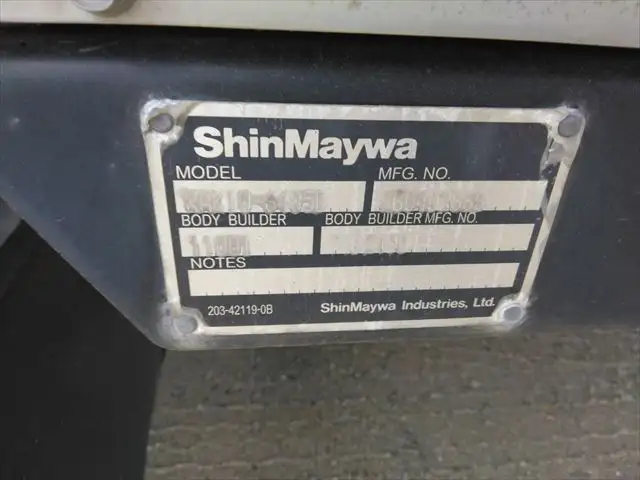 ShinMaywa
MODEL MFG. NO.
BODY BUILDER BODY BUILDER MFG. NO.
NOTES
203-42119-0B ShinMaywa Industries, Ltd.